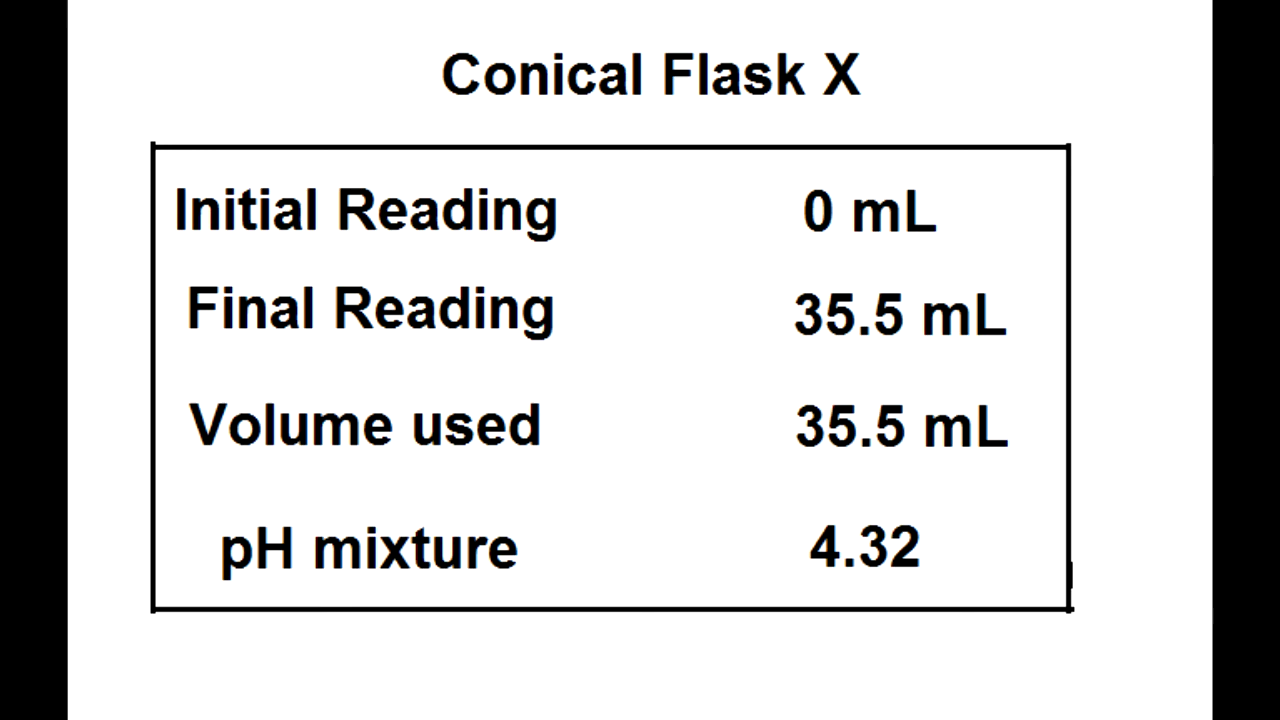 Conical Flask X
Initial Reading 0 mL
Final Reading 35.5 mL
Volume used 35.5 mL
pH mixture 4.32